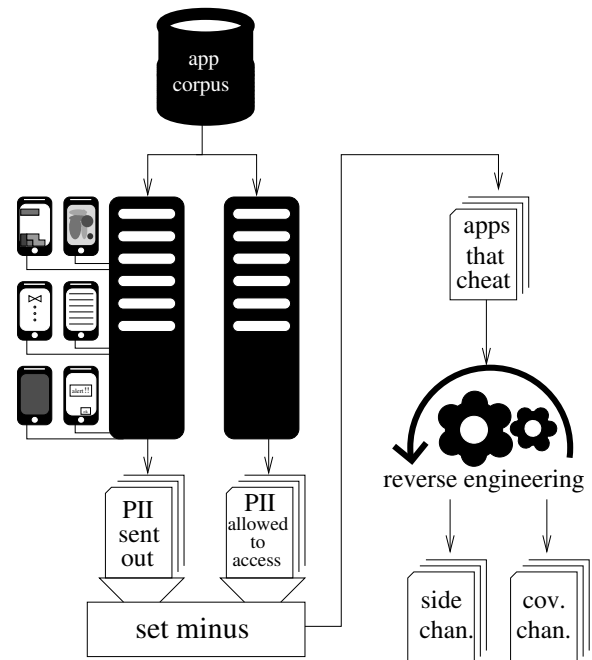 app
corpus
apps
that
cheat
alert!!
ok
reverse engineering
PII
sent
out
PII
allowed
to
access
set minus
side
chan.
cov.
chan.